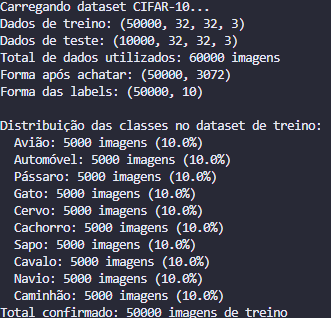 Carregando dataset CIFAR-10...
Dados de treino: (50000, 32, 32, 3)
Dados de teste: (10000, 32, 32, 3)
Total de dados utilizados: 60000 imagens
Forma após achatar: (50000, 3072)
Forma das labels: (50000, 10)

Distribuição das classes no dataset de treino:
  Avião: 5000 imagens (10.0%)
  Automóvel: 5000 imagens (10.0%)
  Pássaro: 5000 imagens (10.0%)
  Gato: 5000 imagens (10.0%)
  Cervo: 5000 imagens (10.0%)
  Cachorro: 5000 imagens (10.0%)
  Sapo: 5000 imagens (10.0%)
  Cavalo: 5000 imagens (10.0%)
  Navio: 5000 imagens (10.0%)
  Caminhão: 5000 imagens (10.0%)
Total confirmado: 50000 imagens de treino